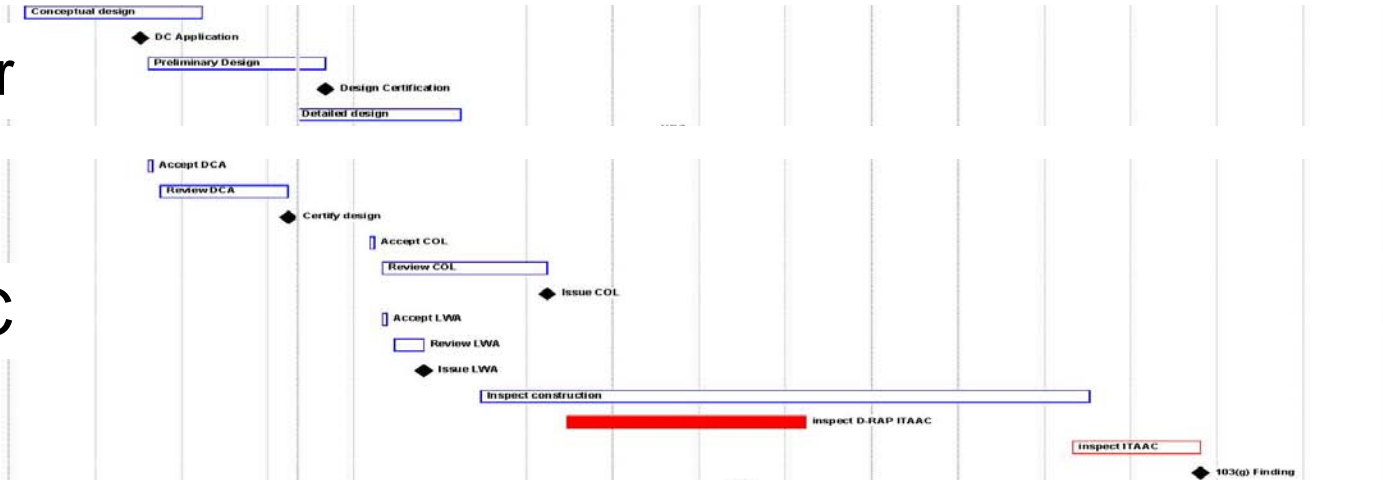 Conceptual design
DC Application
r
Preliminary Design
Design Certification
Detailed design
Accept DCA
Review DCA
Certify design
Accept COL
Review COL
Issue COL
C
Accept LWA
Review LWA
Issue LWA
Inspect construction
inspect D-RAP ITAAC
inspect ITAAC
103(g) Finding